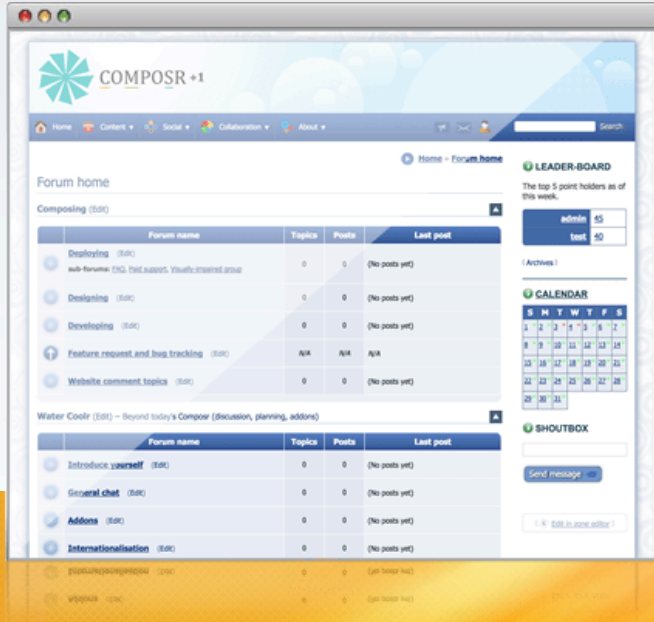 COMPOSR +1
Home Content Social Collaboration About Search
Home – Forum home
Forum home
Composing (Edit)
Forum name Topics Posts Last post
Deploying (Edit) 0 0 (No posts yet)
sub-forums: FAQ, Paid support, Visually-impaired group
Designing (Edit) 0 0 (No posts yet)
Developing (Edit) 0 0 (No posts yet)
Feature request and bug tracking (Edit) N/A N/A N/A
Website comment topics (Edit) 0 0 (No posts yet)
Water Coolr (Edit) – Beyond today's Composr (discussion, planning, addons)
Forum name Topics Posts Last post
Introduce yourself (Edit) 0 0 (No posts yet)
General chat (Edit) 0 0 (No posts yet)
Addons (Edit) 0 0 (No posts yet)
Internationalisation (Edit) 0 0 (No posts yet)
LEADER-BOARD
The top 5 point holders as of
this week.
admin 45
test 40
( Archives )
CALENDAR
S M T W T F S
1 2 3 4 5 6 7
8 9 10 11 12 13 14
15 16 17 18 19 20 21
22 23 24 25 26 27 28
29 30 31
SHOUTBOX
Send message
( Edit in zone editor )